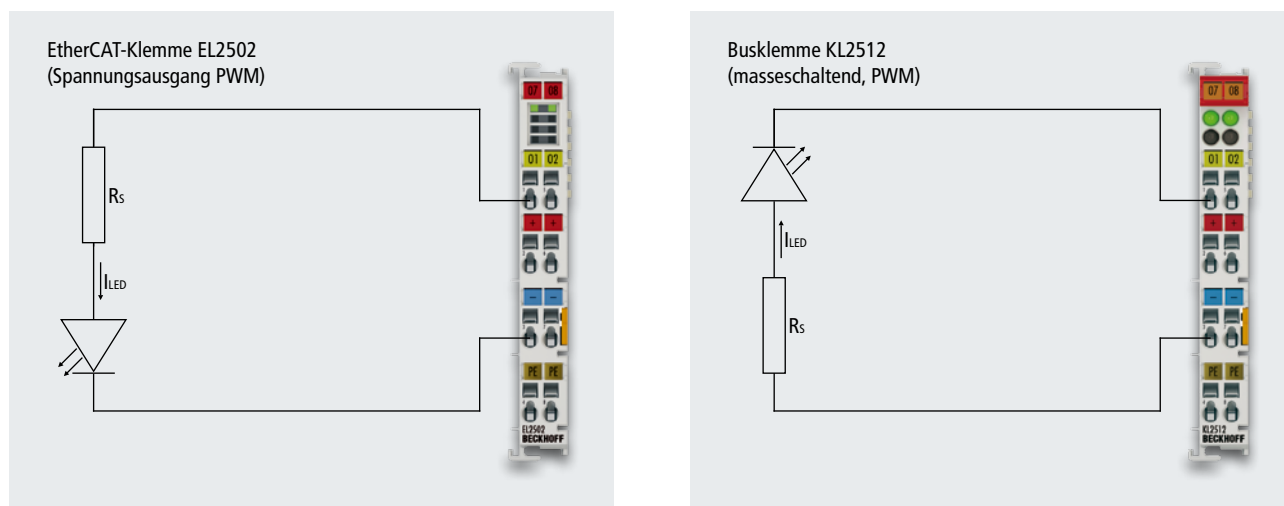 EtherCAT-Klemme EL2502
(Spannungsausgang PWM)
07 08
01 02
+ +
Rs
ILED
– –
PE PE
EL2502
BECKHOFF
Busklemme KL2512
(masseschaltend, PWM)
07 08
01 02
+ +
ILED
– –
Rs
PE PE
KL2512
BECKHOFF